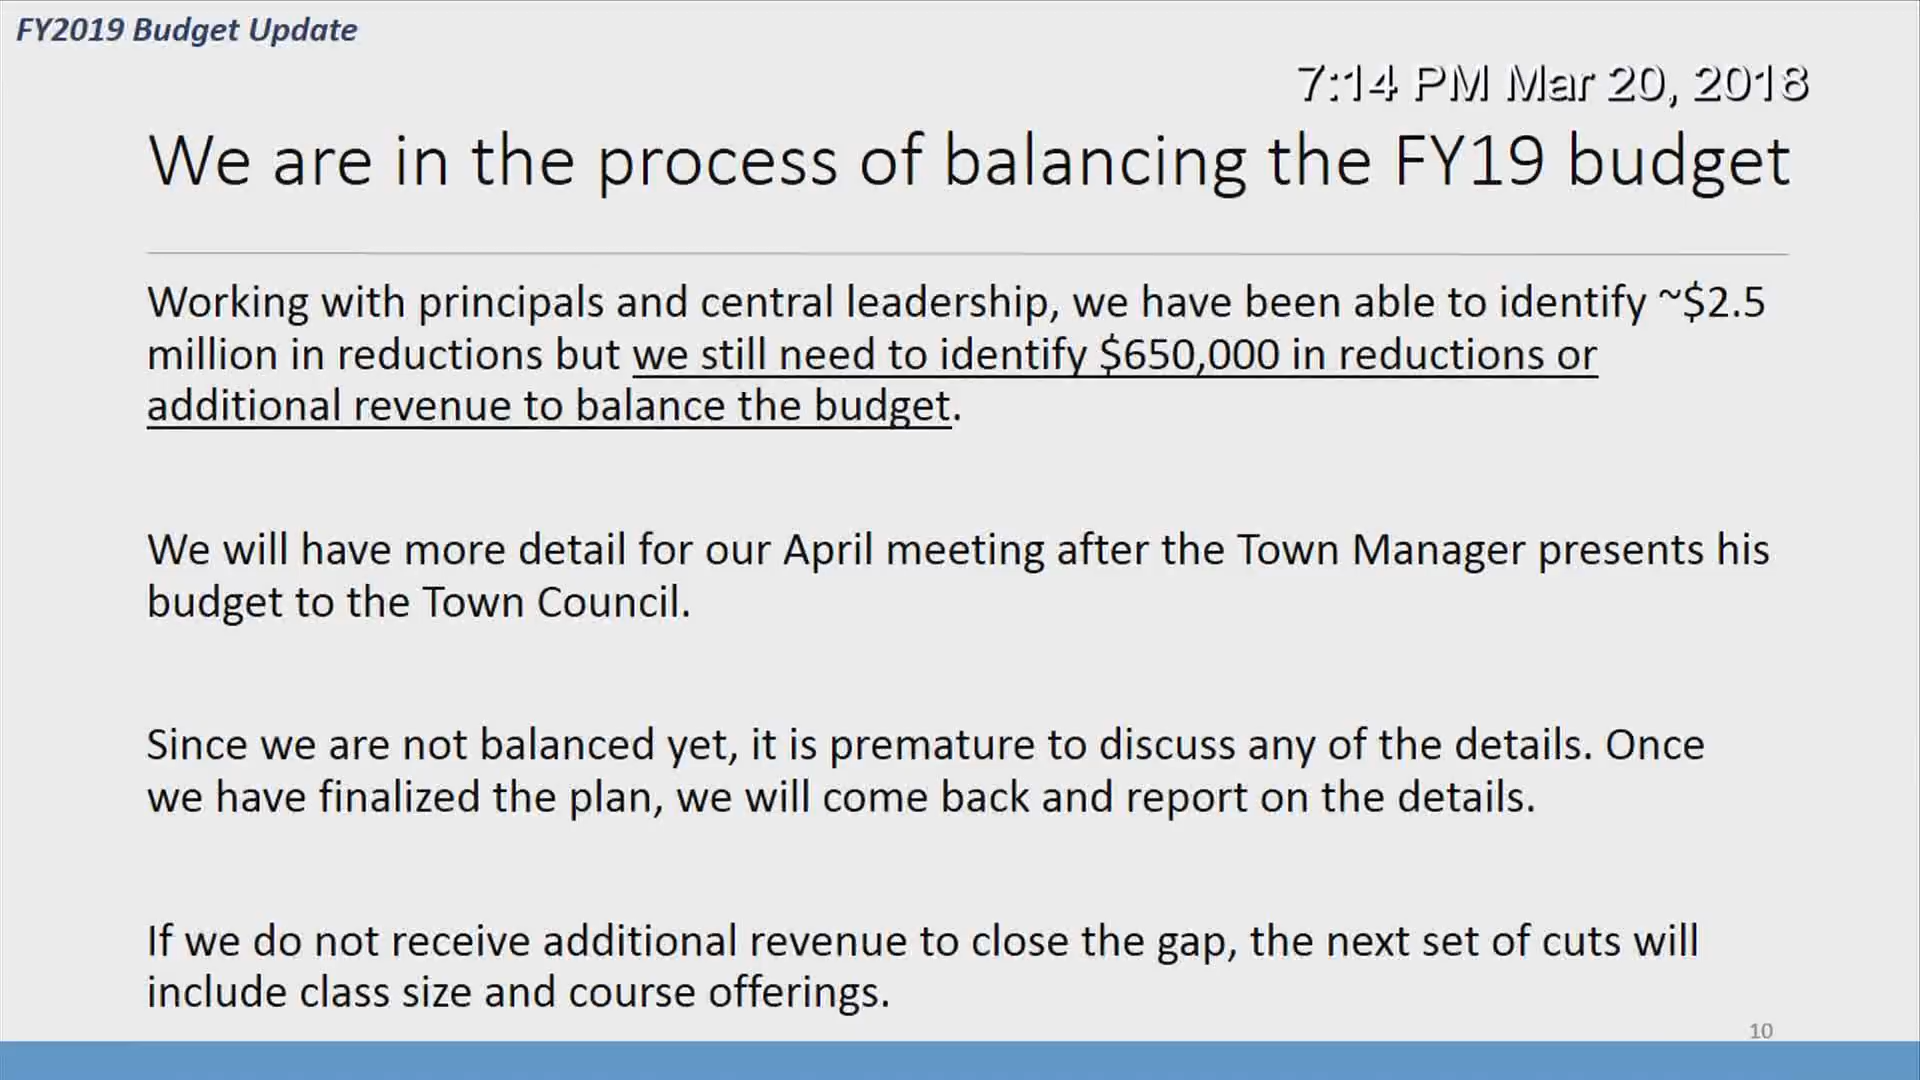 FY2019 Budget Update
7:14 PM Mar 20, 2018
We are in the process of balancing the FY19 budget
Working with principals and central leadership, we have been able to identify ~$2.5
million in reductions but we still need to identify $650,000 in reductions or
additional revenue to balance the budget.
We will have more detail for our April meeting after the Town Manager presents his
budget to the Town Council.
Since we are not balanced yet, it is premature to discuss any of the details. Once
we have finalized the plan, we will come back and report on the details.
If we do not receive additional revenue to close the gap, the next set of cuts will
include class size and course offerings.
10